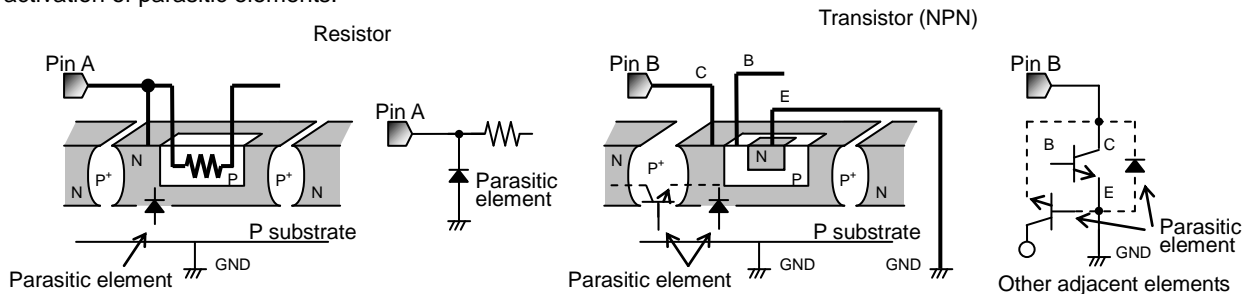 activation of parasitic elements.
Resistor
Transistor (NPN)
Pin A
Pin A
N
N
P+
P
P+
N
Parasitic
element
P substrate
GND
Parasitic element
Pin B
C
B
E
N
N
P+
N
P
P+
N
P substrate
GND
GND
Parasitic element
Pin B
B
C
E
GND
Parasitic
element
Other adjacent elements